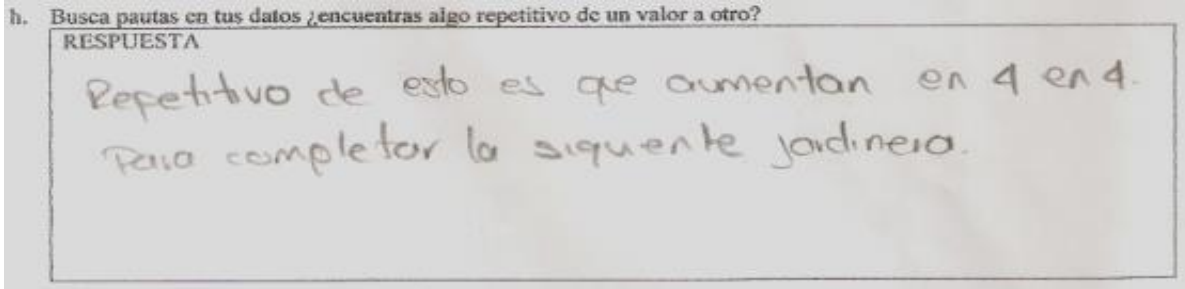 h. Busca pautas en tus datos ¿encuentras algo repetitivo de un valor a otro?
RESPUESTA
Repetitivo de esto es que aumentan en 4 en 4.
Para completar la siguiente jardinera.